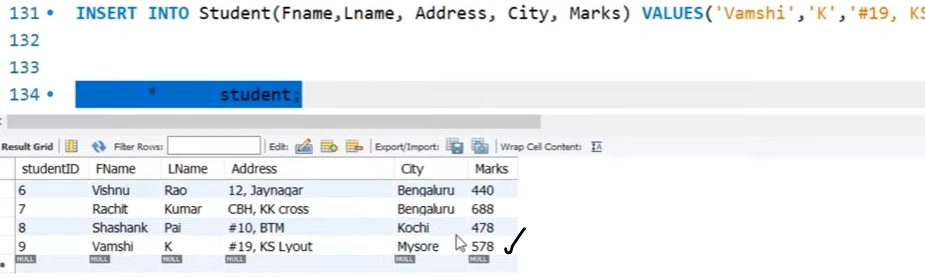 131 INSERT INTO Student(Fname,Lname, Address, City, Marks) VALUES('Vamshi','K','#19, KS
132
133
134 * student;
Result Grid Filter Rows: Edit: Export/Import: Wrap Cell Content: IA
studentID FName LName Address City Marks
6 Vishnu Rao 12, Jaynagar Bengaluru 440
7 Rachit Kumar CBH, KK cross Bengaluru 688
8 Shashank Pai #10, BTM Kochi 478
9 Vamshi K #19, KS Lyout Mysore 578
NULL NULL NULL NULL NULL NULL